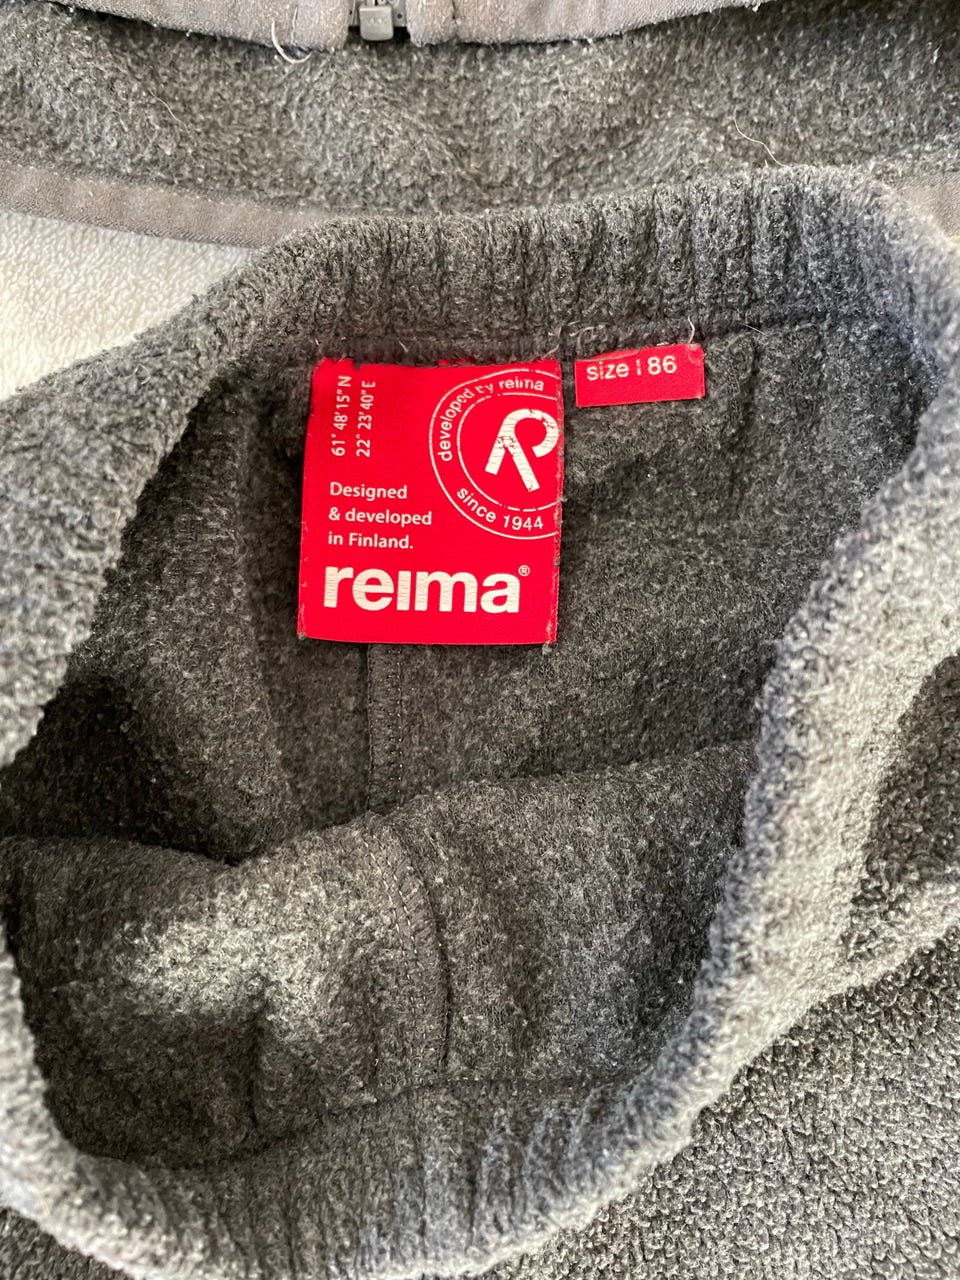 61° 48'15"N
22° 23'40"E
developed by reima
R
since 1944
Designed
& developed
in Finland.
reima®
size | 86